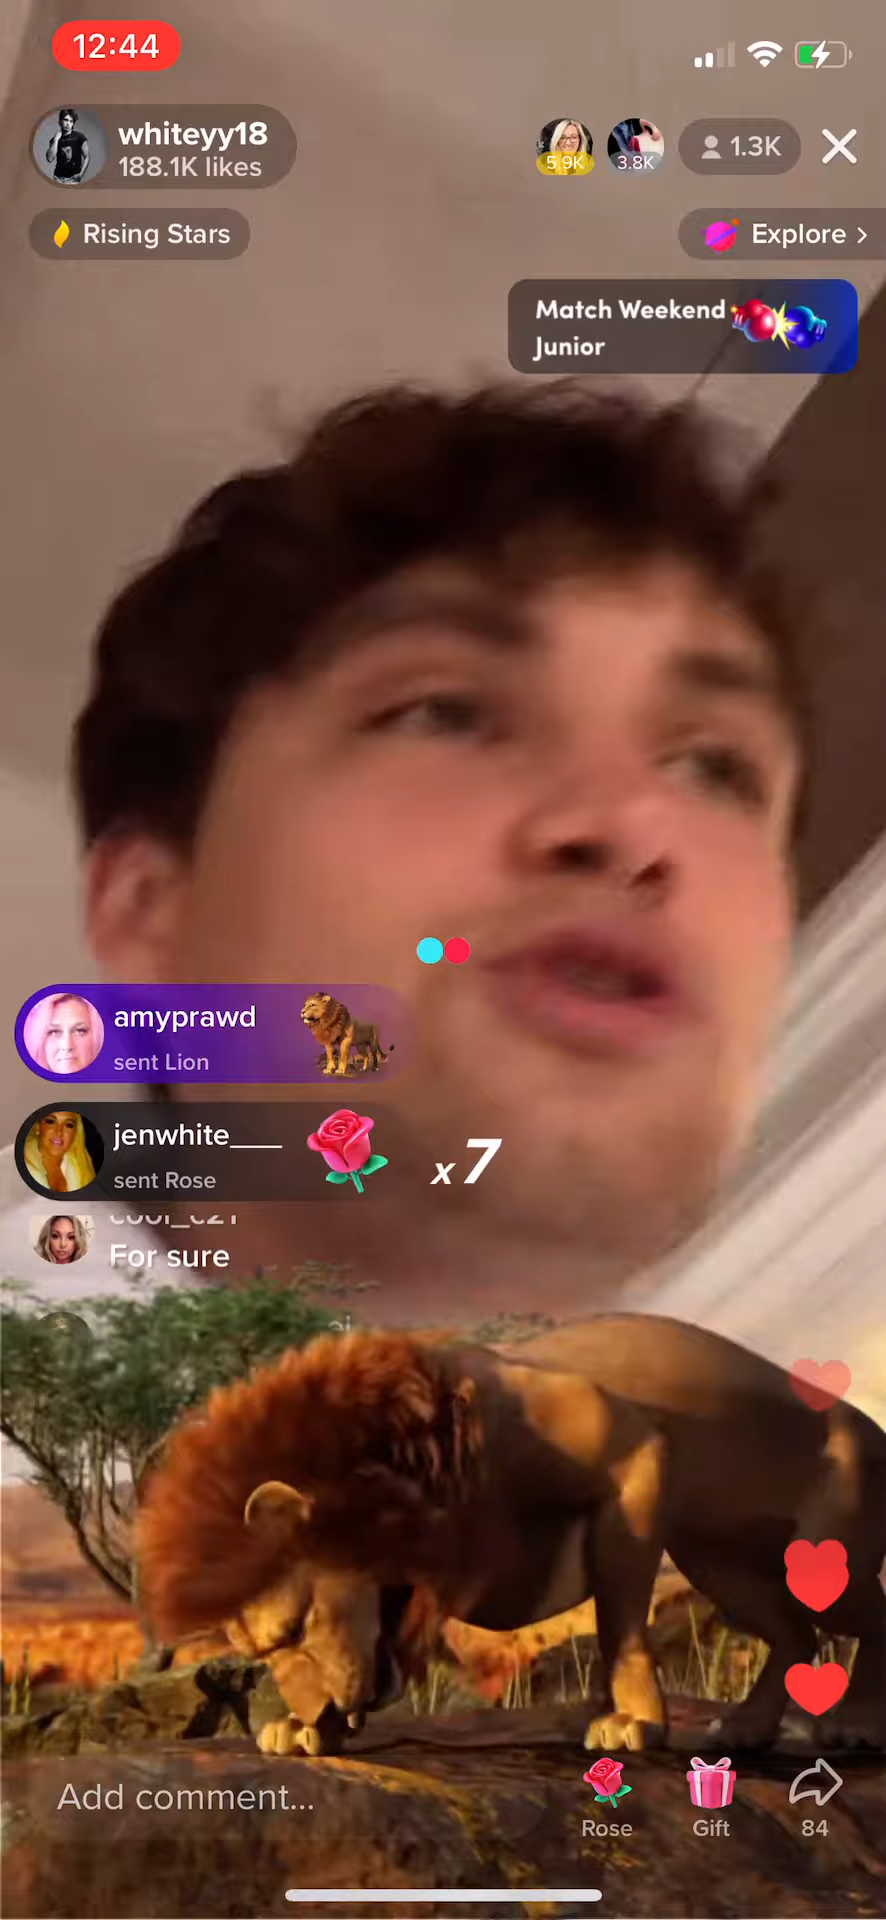 12:44
whiteyy18
188.1K likes
5.9K
3.8K
1.3K
Rising Stars
Explore >
Match Weekend
Junior
amyprawd
sent Lion
jenwhite___
sent Rose
x7
For sure
Add comment...
Rose
Gift
84